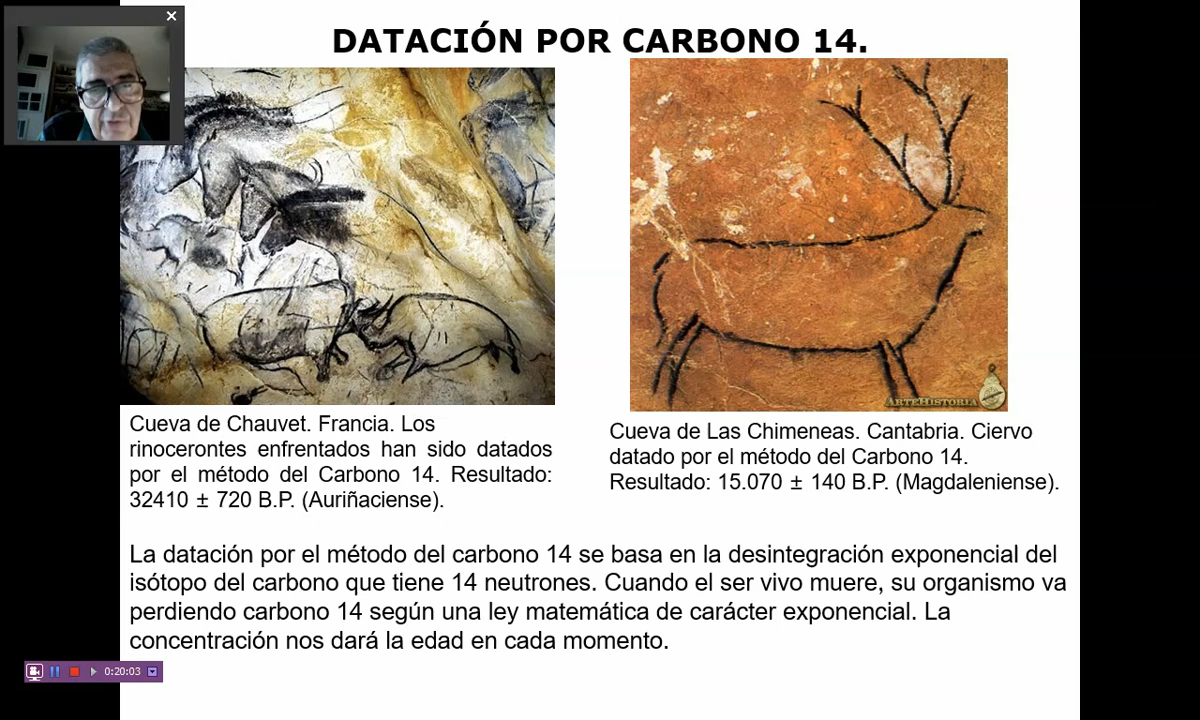 DATACIÓN POR CARBONO 14.
ARTEHISTORIA
Cueva de Chauvet. Francia. Los
rinocerontes enfrentados han sido datados
por el método del Carbono 14. Resultado:
32410 ± 720 B.P. (Auriñaciense).
Cueva de Las Chimeneas. Cantabria. Ciervo
datado por el método del Carbono 14.
Resultado: 15.070 ± 140 B.P. (Magdaleniense).
La datación por el método del carbono 14 se basa en la desintegración exponencial del
isótopo del carbono que tiene 14 neutrones. Cuando el ser vivo muere, su organismo va
perdiendo carbono 14 según una ley matemática de carácter exponencial. La
concentración nos dará la edad en cada momento.
0:20:03